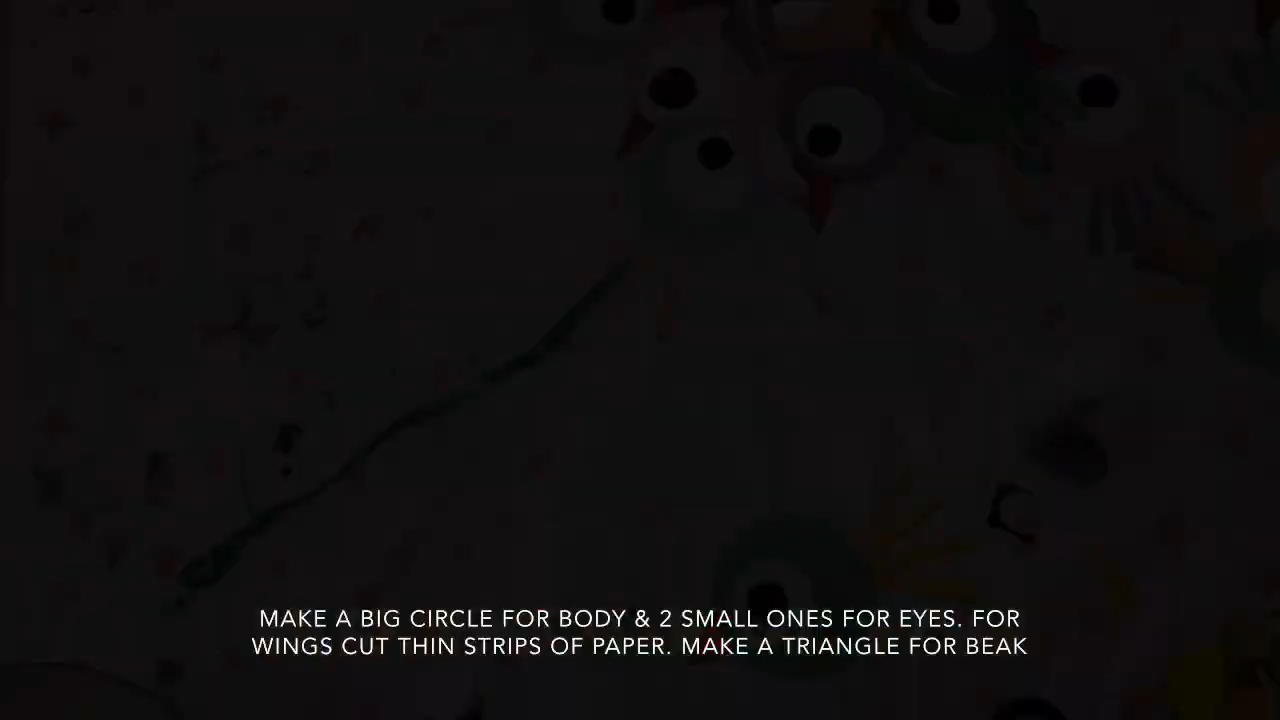 MAKE A BIG CIRCLE FOR BODY & 2 SMALL ONES FOR EYES. FOR
WINGS CUT THIN STRIPS OF PAPER. MAKE A TRIANGLE FOR BEAK